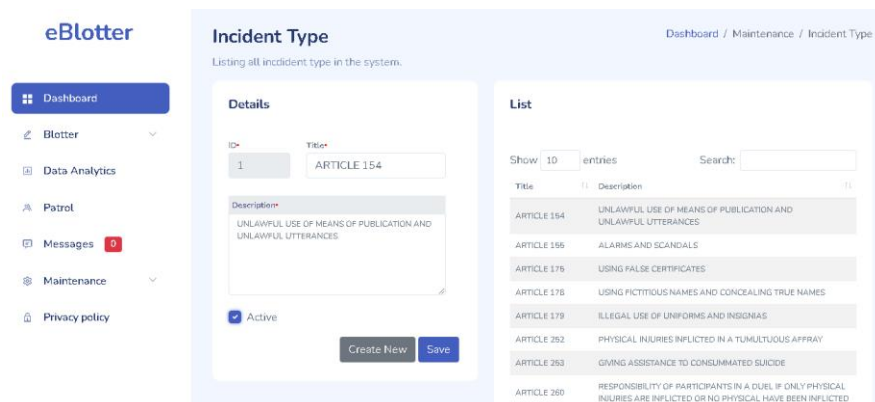 eBlotter
Dashboard
Blotter
Data Analytics
Patrol
Messages 0
Maintenance
Privacy policy
Incident Type
Dashboard / Maintenance / Incident Type
Listing all incdident type in the system.
Details
ID*
Title*
1
ARTICLE 154
Description*
UNLAWFUL USE OF MEANS OF PUBLICATION AND
UNLAWFUL UTTERANCES
Active
Create New
Save
List
Show 10 entries
Search:
Title
Description
ARTICLE 154
UNLAWFUL USE OF MEANS OF PUBLICATION AND
UNLAWFUL UTTERANCES
ARTICLE 155
ALARMS AND SCANDALS
ARTICLE 175
USING FALSE CERTIFICATES
ARTICLE 178
USING FICTITIOUS NAMES AND CONCEALING TRUE NAMES
ARTICLE 179
ILLEGAL USE OF UNIFORMS AND INSIGNIAS
ARTICLE 252
PHYSICAL INJURIES INFLICTED IN A TUMULTUOUS AFFRAY
ARTICLE 253
GIVING ASSISTANCE TO CONSUMMATED SUICIDE
ARTICLE 260
RESPONSIBILITY OF PARTICIPANTS IN A DUEL IF ONLY PHYSICAL
INJURIES ARE INFLICTED OR NO PHYSICAL HAVE BEEN INFLICTED